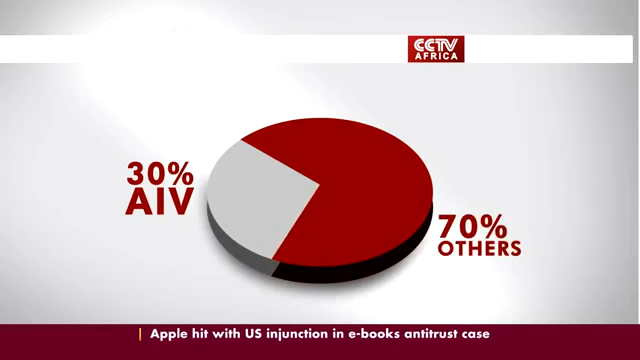 CCTV
AFRICA
30%
AIV
70%
OTHERS
Apple hit with US injunction in e-books antitrust case